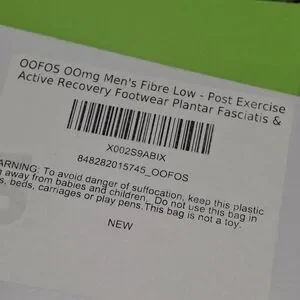 OOFOS OOmg Men's Fibre Low - Post Exercise
Active Recovery Footwear Plantar Fasciatis &
X002S9ABIX
848282015745_OOFOS
WARNING: To avoid danger of suffocation, keep this plastic
away from babies and children. Do not use this bag in
beds, carriages or play pens.This bag is not a toy.
NEW